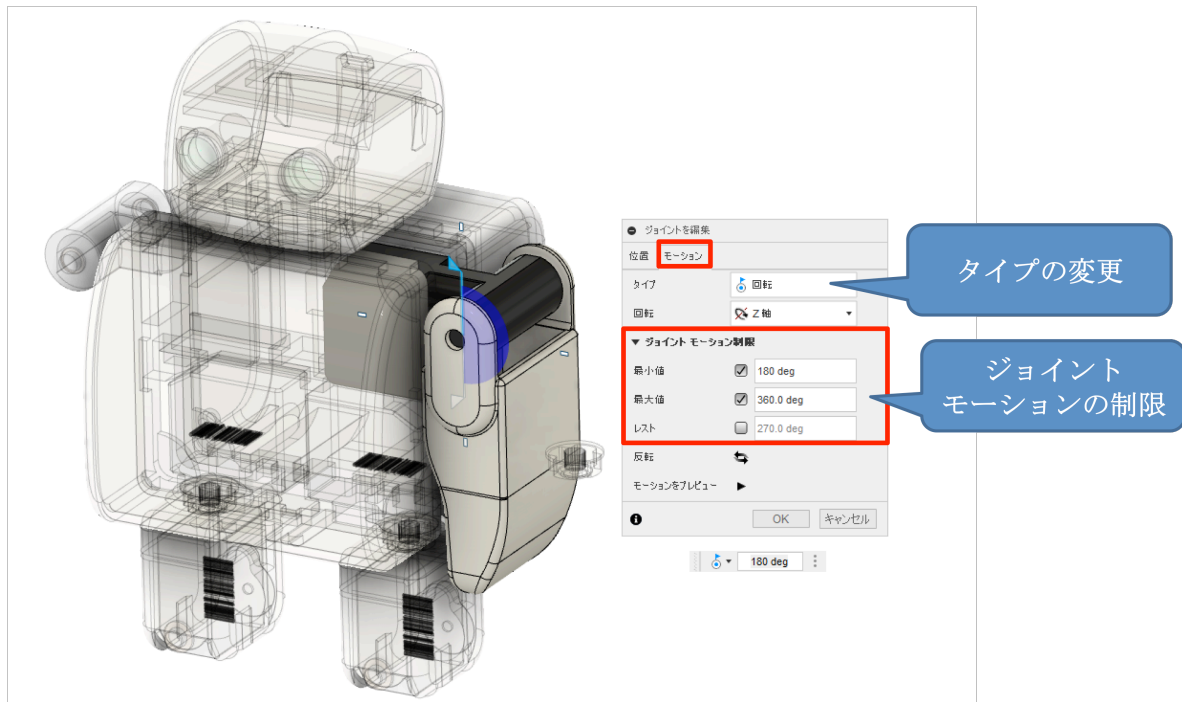 ジョイントを編集
位置 モーション
タイプ 回転
回転 Z 軸
ジョイント モーション制限
最小値 180 deg
最大値 360.0 deg
レスト 270.0 deg
反転
モーションをプレビュー
OK キャンセル
180 deg
タイプの変更
ジョイント
モーションの制限